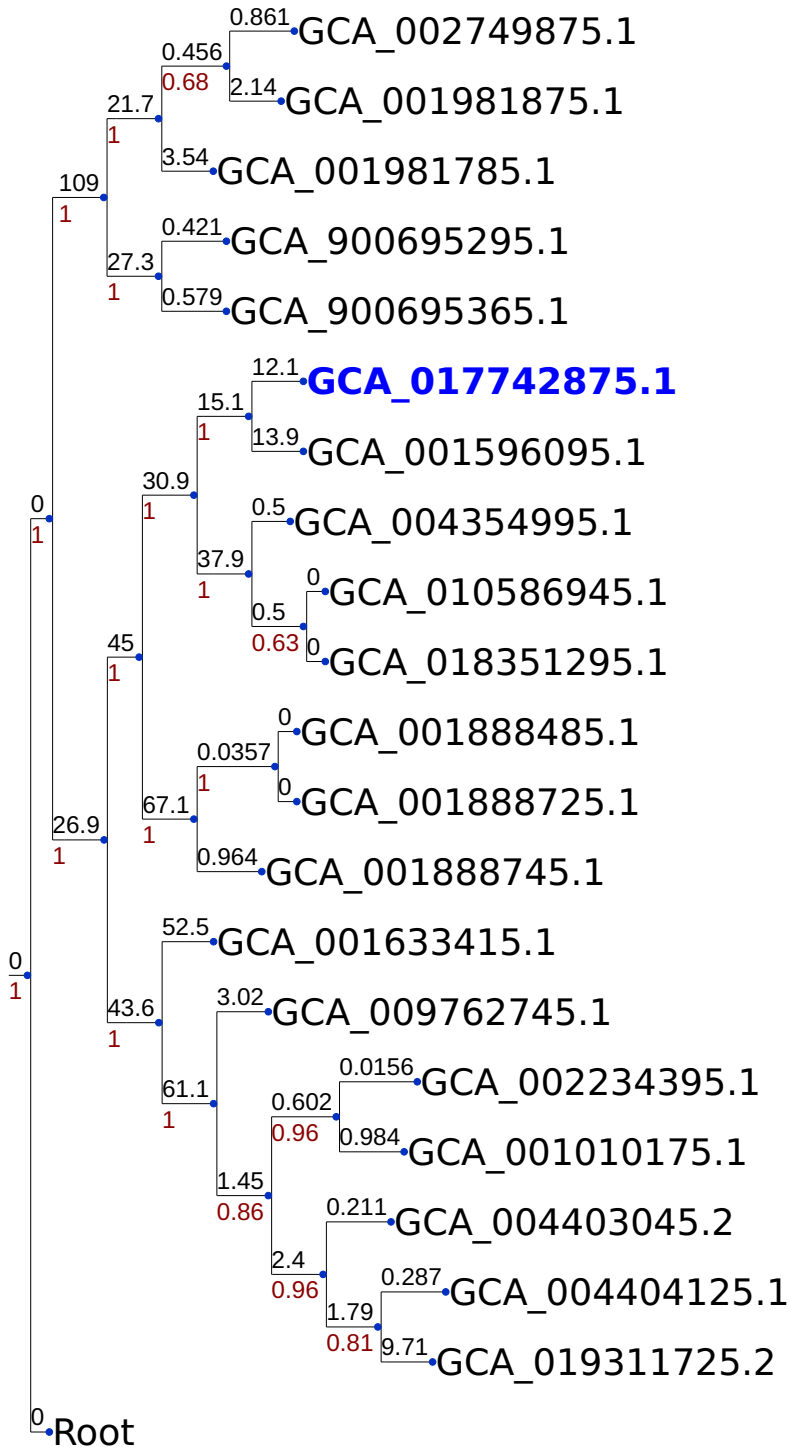 0.861
GCA_002749875.1
0.456
0.68
2.14
GCA_001981875.1
21.7
1
3.54
GCA_001981785.1
109
1
0.421
GCA_900695295.1
27.3
1
0.579
GCA_900695365.1
12.1
GCA_017742875.1
15.1
1
13.9
GCA_001596095.1
30.9
1
0.5
GCA_004354995.1
0
1
37.9
1
0
GCA_010586945.1
0.5
0.63
0
GCA_018351295.1
45
1
0
GCA_001888485.1
0.0357
1
0
GCA_001888725.1
67.1
1
26.9
1
0.964
GCA_001888745.1
52.5
GCA_001633415.1
0
1
43.6
1
3.02
GCA_009762745.1
0.0156
GCA_002234395.1
61.1
1
0.602
0.96
0.984
GCA_001010175.1
1.45
0.86
0.211
GCA_004403045.2
2.4
0.96
0.287
GCA_004404125.1
1.79
0.81
9.71
GCA_019311725.2
0
Root